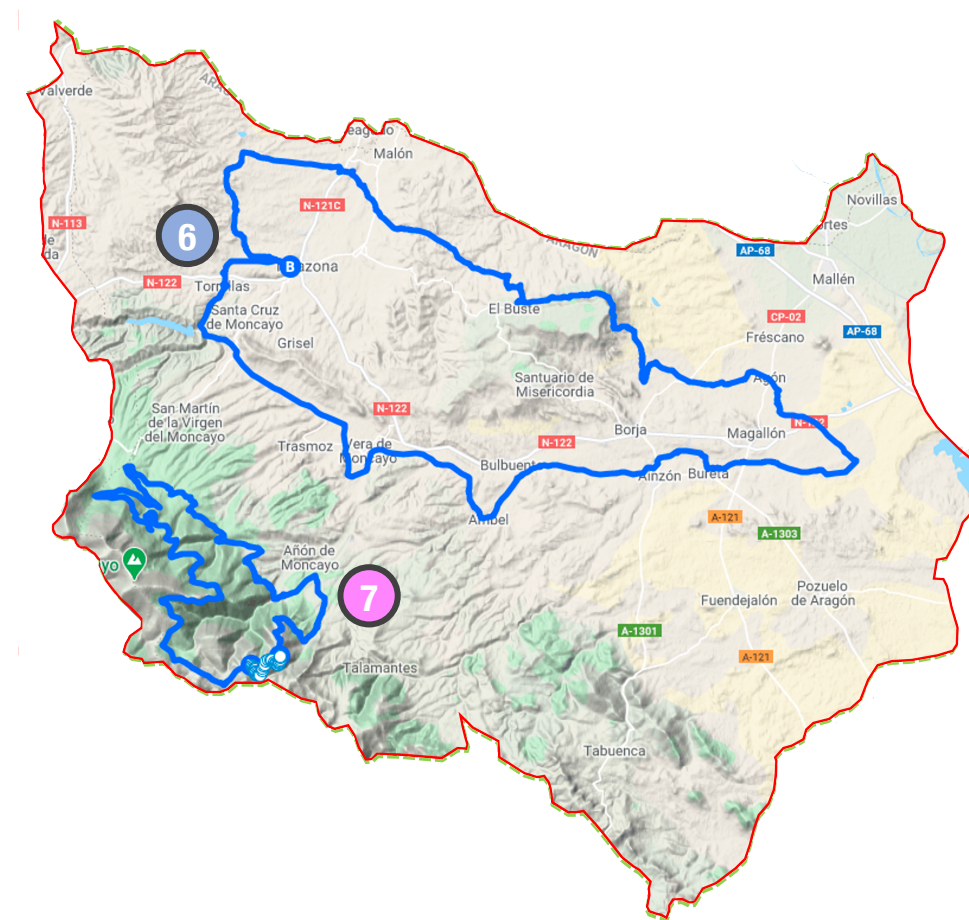 Valverde
Malón
Novillas
N-121C
N-113
6
AP-68
ARAGÓN
Mallén
B
N-122
Santa Cruz
de Moncayo
El Buste
CP-02
AP-68
Fréscano
Grisel
Santuario de
Misericordia
Agón
San Martín
de la Virgen
del Moncayo
N-122
Borja
Magallón
Trasmoz
Vera de
Moncayo
N-122
Bulbuente
Ainzón
Bureta
Ambel
A-121
A-1303
Añón de
Moncayo
7
Pozuelo
de Aragón
Fuendejalón
A-1301
A-121
Talamantes
Tabuenca